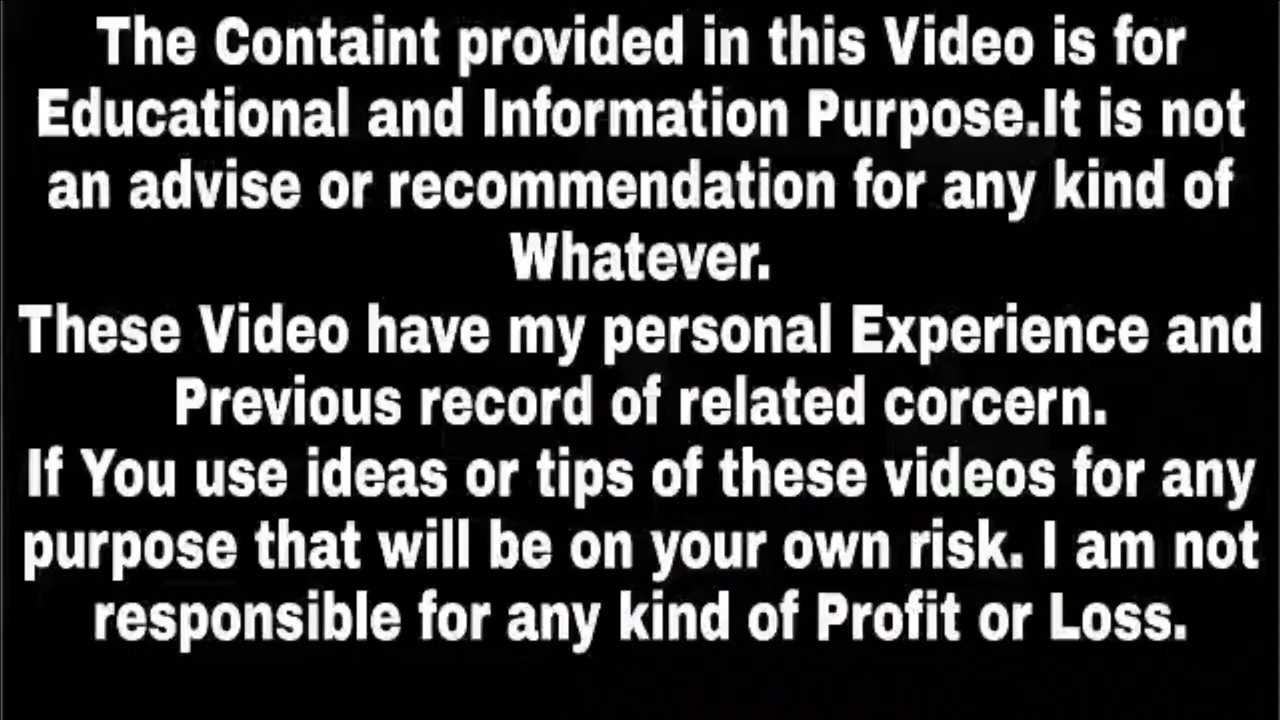 The Containt provided in this Video is for
Educational and Information Purpose.It is not
an advise or recommendation for any kind of
Whatever.
These Video have my personal Experience and
Previous record of related corcern.
If You use ideas or tips of these videos for any
purpose that will be on your own risk. I am not
responsible for any kind of Profit or Loss.